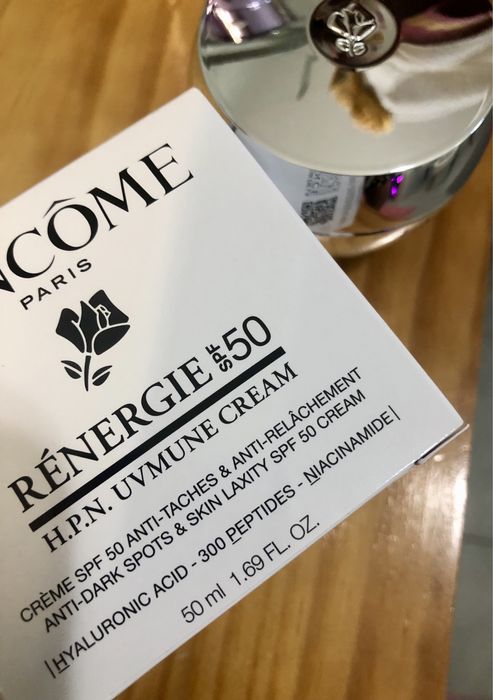 NCÔME
PARIS
RÉNERGIE SPF 50
H.P.N. UVMUNE CREAM
CRÈME SPF 50 ANTI-TACHES & ANTI-RELÂCHEMENT
ANTI-DARK SPOTS & SKIN LAXITY SPF 50 CREAM
| HYALURONIC ACID - 300 PEPTIDES - NIACINAMIDE |
50 ml 1.69 FL. OZ.